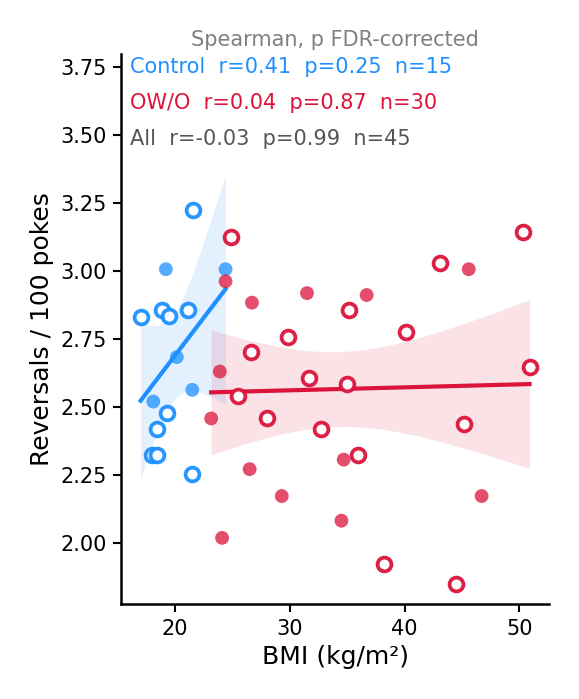 Spearman, p FDR-corrected
Control  r=0.41  p=0.25  n=15
OW/O  r=0.04  p=0.87  n=30
All  r=-0.03  p=0.99  n=45
3.75
3.50
3.25
3.00
2.75
2.50
2.25
2.00
Reversals / 100 pokes
20
30
40
50
BMI (kg/m²)